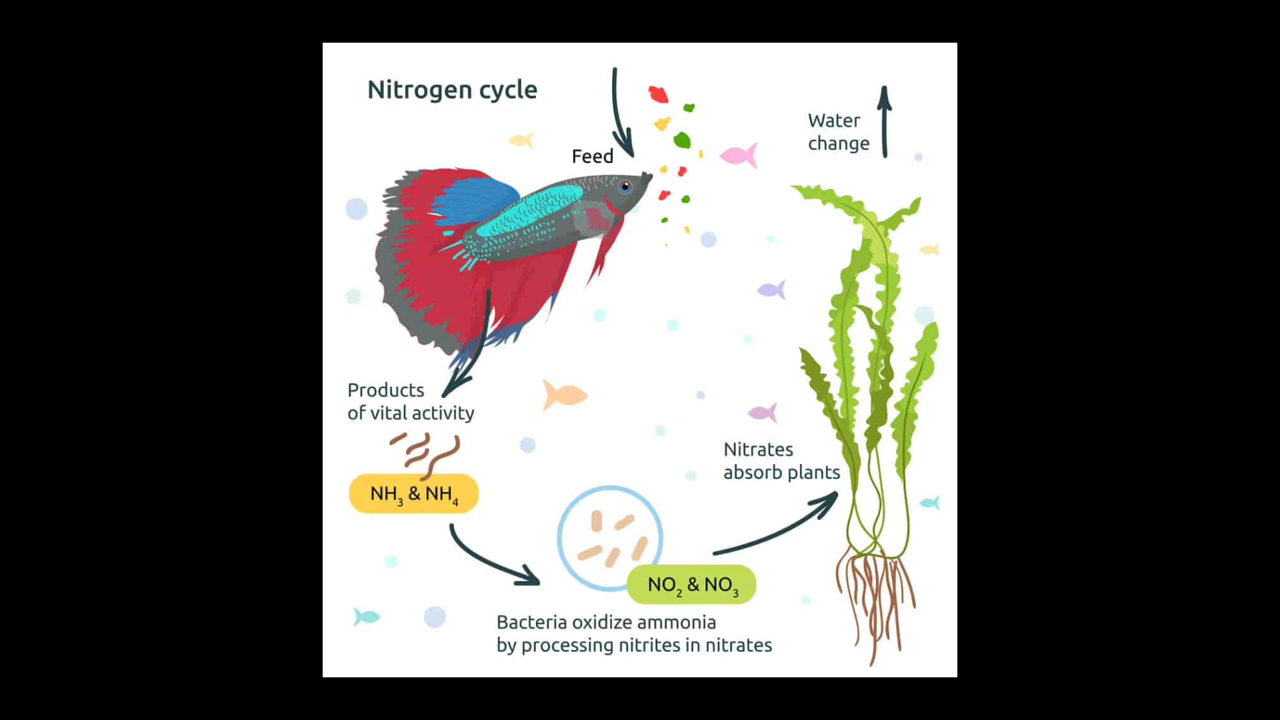 Nitrogen cycle
Feed
Water
change
Products
of vital activity
NH₃ & NH₄
Nitrates
absorb plants
NO₂ & NO₃
Bacteria oxidize ammonia
by processing nitrites in nitrates